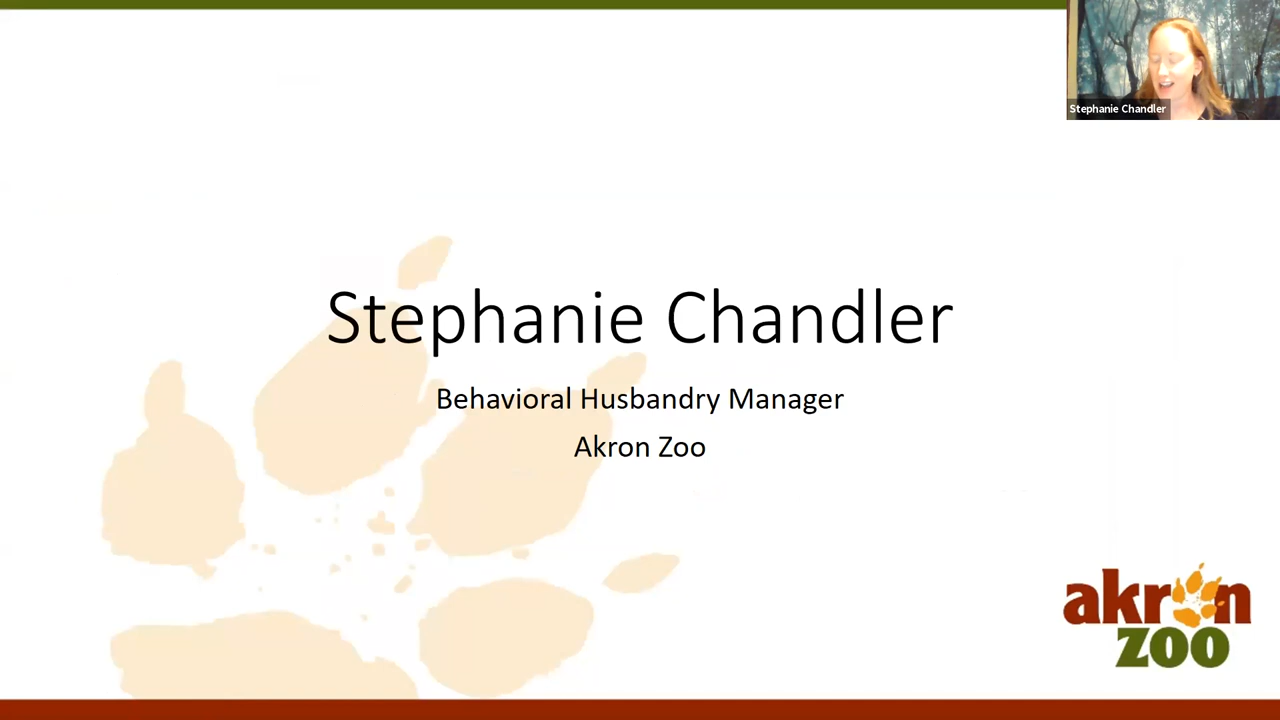 Stephanie Chandler
Stephanie Chandler
Behavioral Husbandry Manager
Akron Zoo
akron
zoo